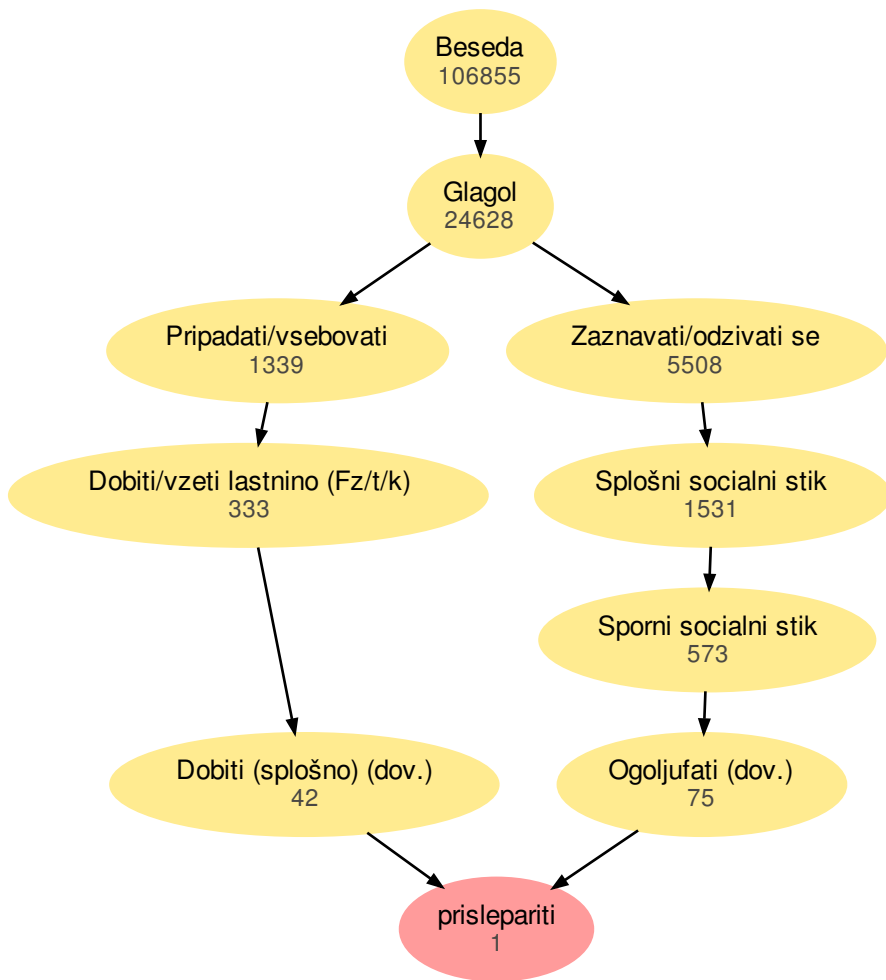 Beseda
106855
Glagol
24628
Pripadati/vsebovati
1339
Zaznavati/odzivati se
5508
Dobiti/vzeti lastnino (Fz/t/k)
333
Splošni socialni stik
1531
Sporni socialni stik
573
Dobiti (splošno) (dov.)
42
Ogoljufati (dov.)
75
prislepariti
1